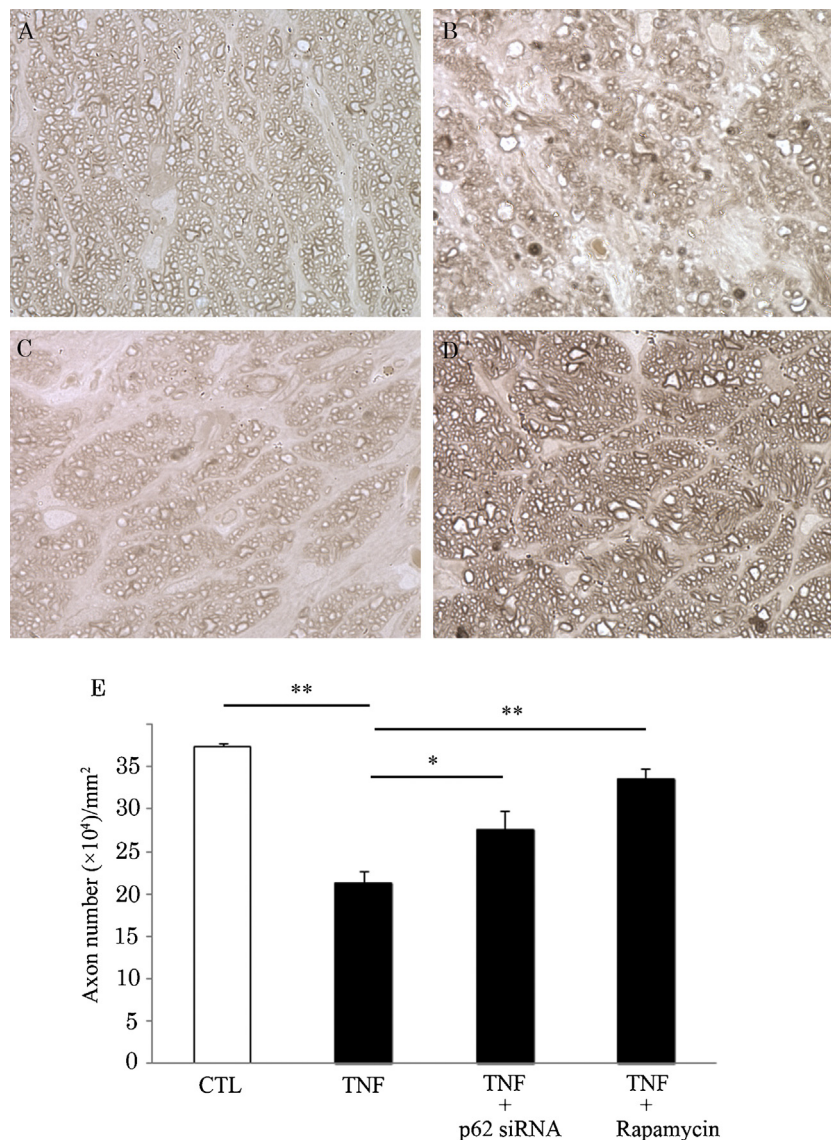 A
B
C
D
E
**
**
*
Axon number (×10⁴)/mm²
35
30
25
20
15
10
5
0
CTL
TNF
TNF
+
p62 siRNA
TNF
+
Rapamycin